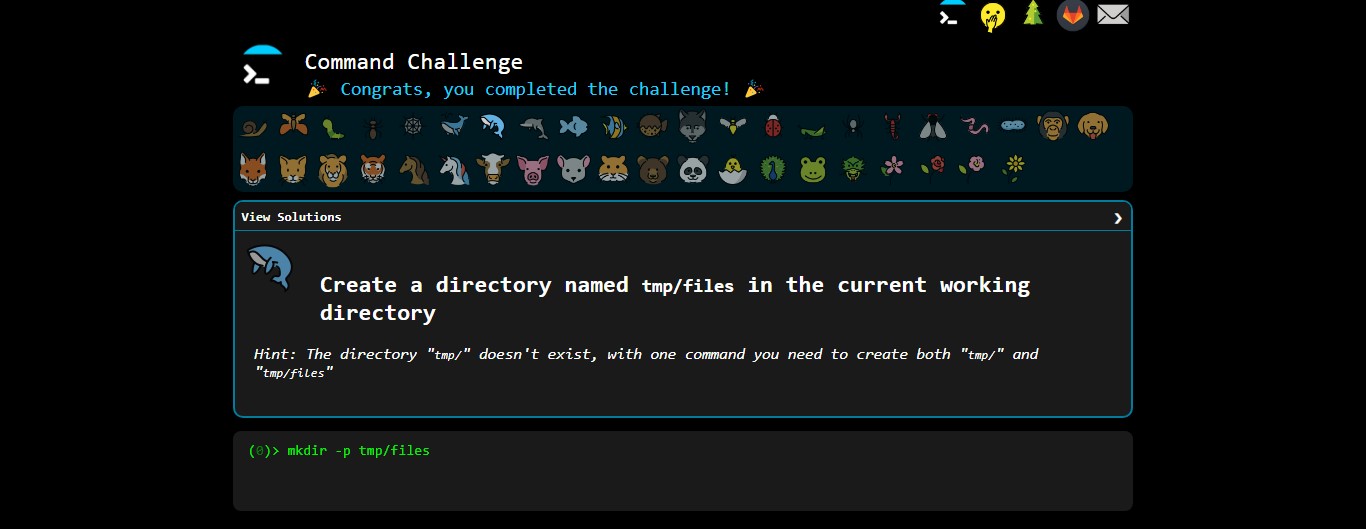 Command Challenge
🎉 Congrats, you completed the challenge! 🎉
View Solutions
Create a directory named tmp/files in the current working
directory
Hint: The directory "tmp/" doesn't exist, with one command you need to create both "tmp/" and
"tmp/files"
(0)> mkdir -p tmp/files